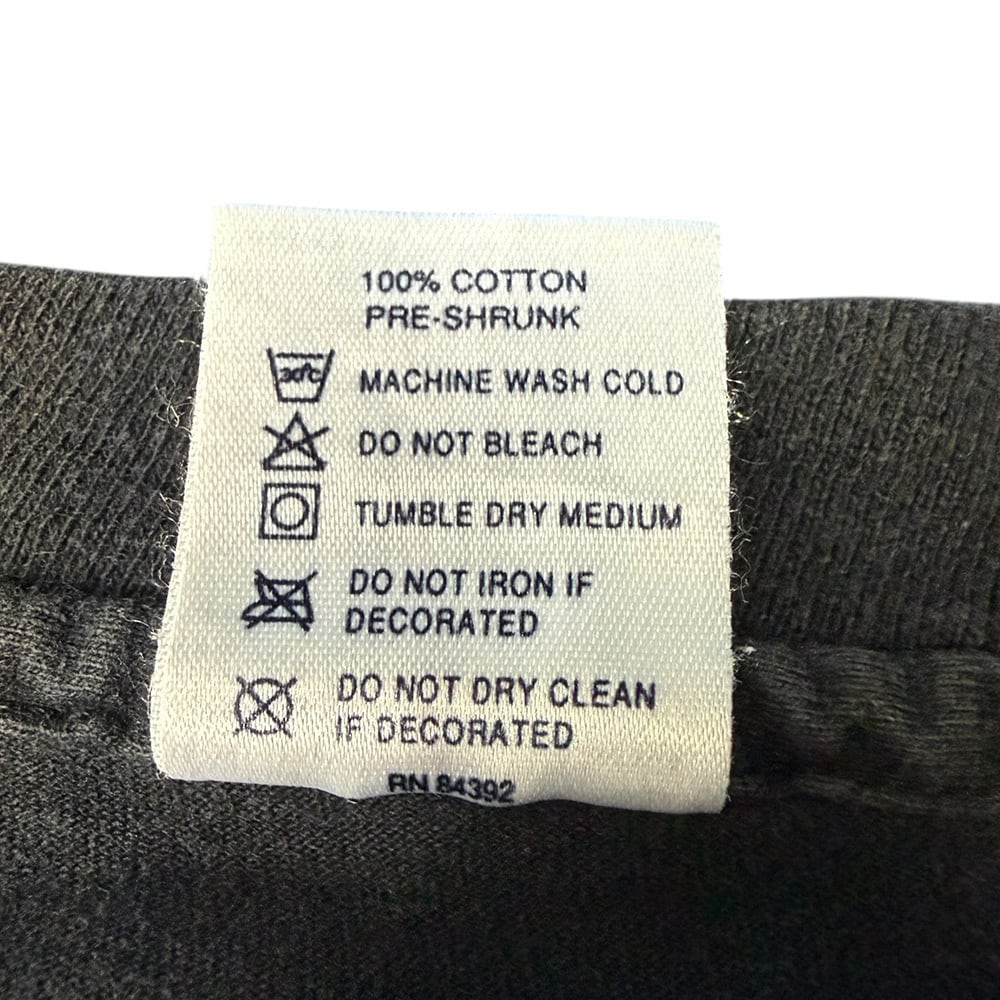 100% COTTON
PRE-SHRUNK
30°C MACHINE WASH COLD
DO NOT BLEACH
TUMBLE DRY MEDIUM
DO NOT IRON IF
DECORATED
DO NOT DRY CLEAN
IF DECORATED
RN 84392